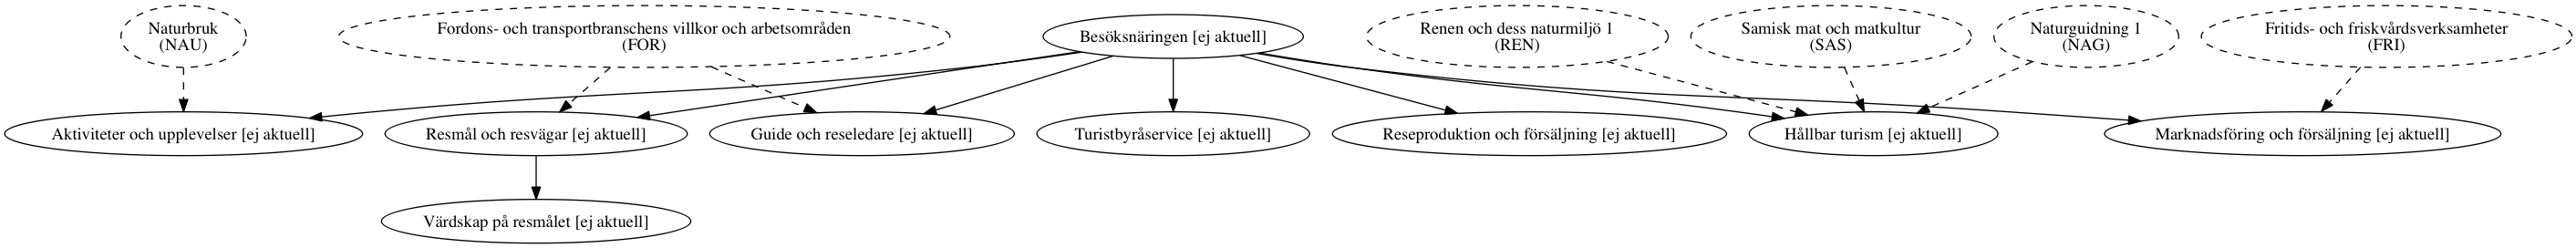 Naturbruk
(NAU)
Fordons- och transportbranschens villkor och arbetsområden
(FOR)
Besöksnäringen [ej aktuell]
Renen och dess naturmiljö 1
(REN)
Samisk mat och matkultur
(SAS)
Naturguidning 1
(NAG)
Fritids- och friskvårdsverksamheter
(FRI)
Aktiviteter och upplevelser [ej aktuell]
Resmål och resvägar [ej aktuell]
Guide och reseledare [ej aktuell]
Turistbyråservice [ej aktuell]
Reseproduktion och försäljning [ej aktuell]
Hållbar turism [ej aktuell]
Marknadsföring och försäljning [ej aktuell]
Värdskap på resmålet [ej aktuell]